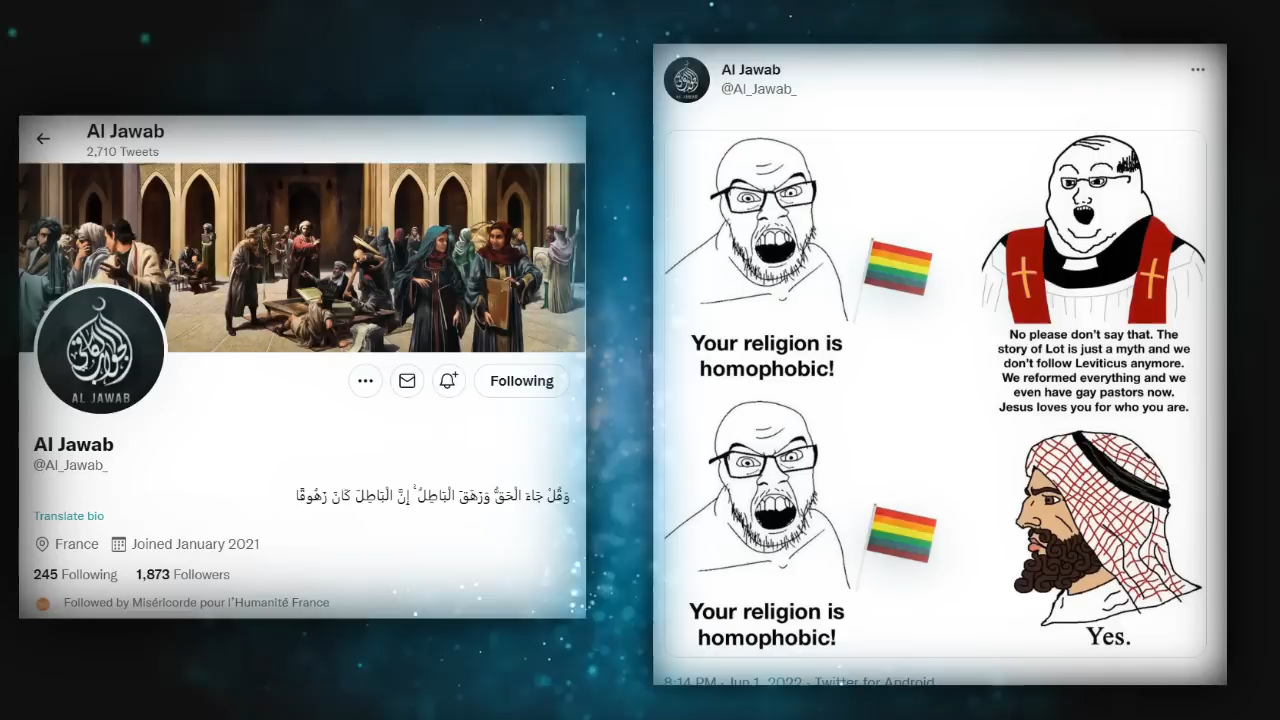 Al Jawab
2,710 Tweets
AL JAWAB
Following
Al Jawab
@Al_Jawab_
وَقُلْ جَاءَ الْحَقُّ وَزَهَقَ الْبَاطِلُ ۚ إِنَّ الْبَاطِلَ كَانَ زَهُوقًا
Translate bio
France Joined January 2021
245 Following 1,873 Followers
Followed by Miséricorde pour l'Humanité France
Al Jawab
@Al_Jawab_
Your religion is
homophobic!
No please don't say that. The
story of Lot is just a myth and we
don't follow Leviticus anymore.
We reformed everything and we
even have gay pastors now.
Jesus loves you for who you are.
Your religion is
homophobic!
Yes.
8:14 PM · Jun 1, 2022 · Twitter for Android